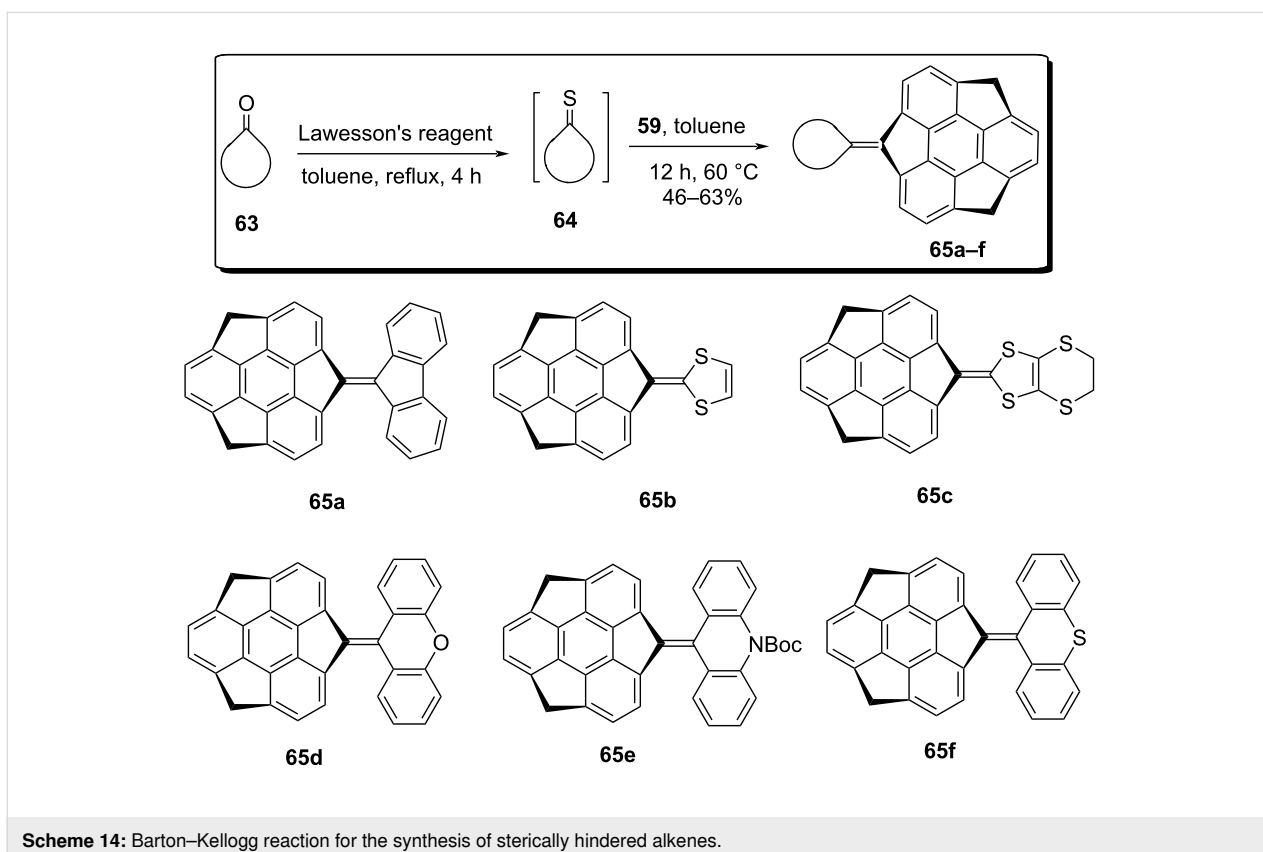 O
S
Lawesson's reagent
toluene, reflux, 4 h
59, toluene
12 h, 60 °C
46–63%
63
64
65a–f
S
S
S
S
S
S
65a
65b
65c
O
NBoc
S
65d
65e
65f
Scheme 14: Barton–Kellogg reaction for the synthesis of sterically hindered alkenes.